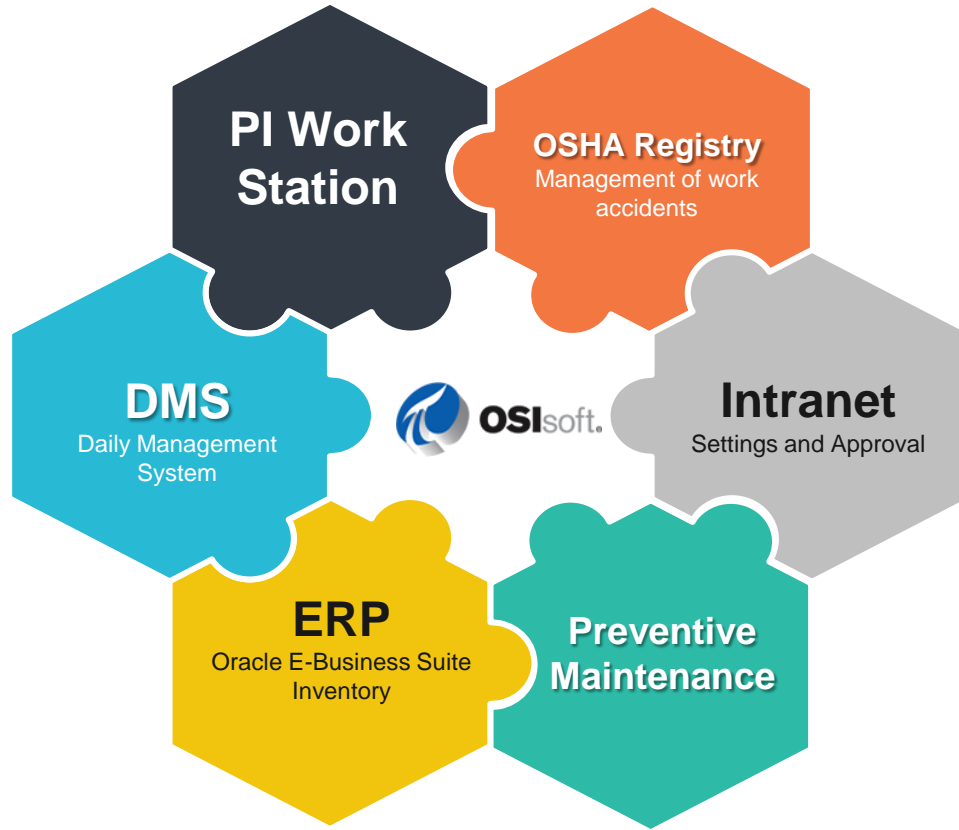 PI Work
Station
OSHA Registry
Management of work
accidents
DMS
Daily Management
System
OSIsoft.
Intranet
Settings and Approval
ERP
Oracle E-Business Suite
Inventory
Preventive
Maintenance